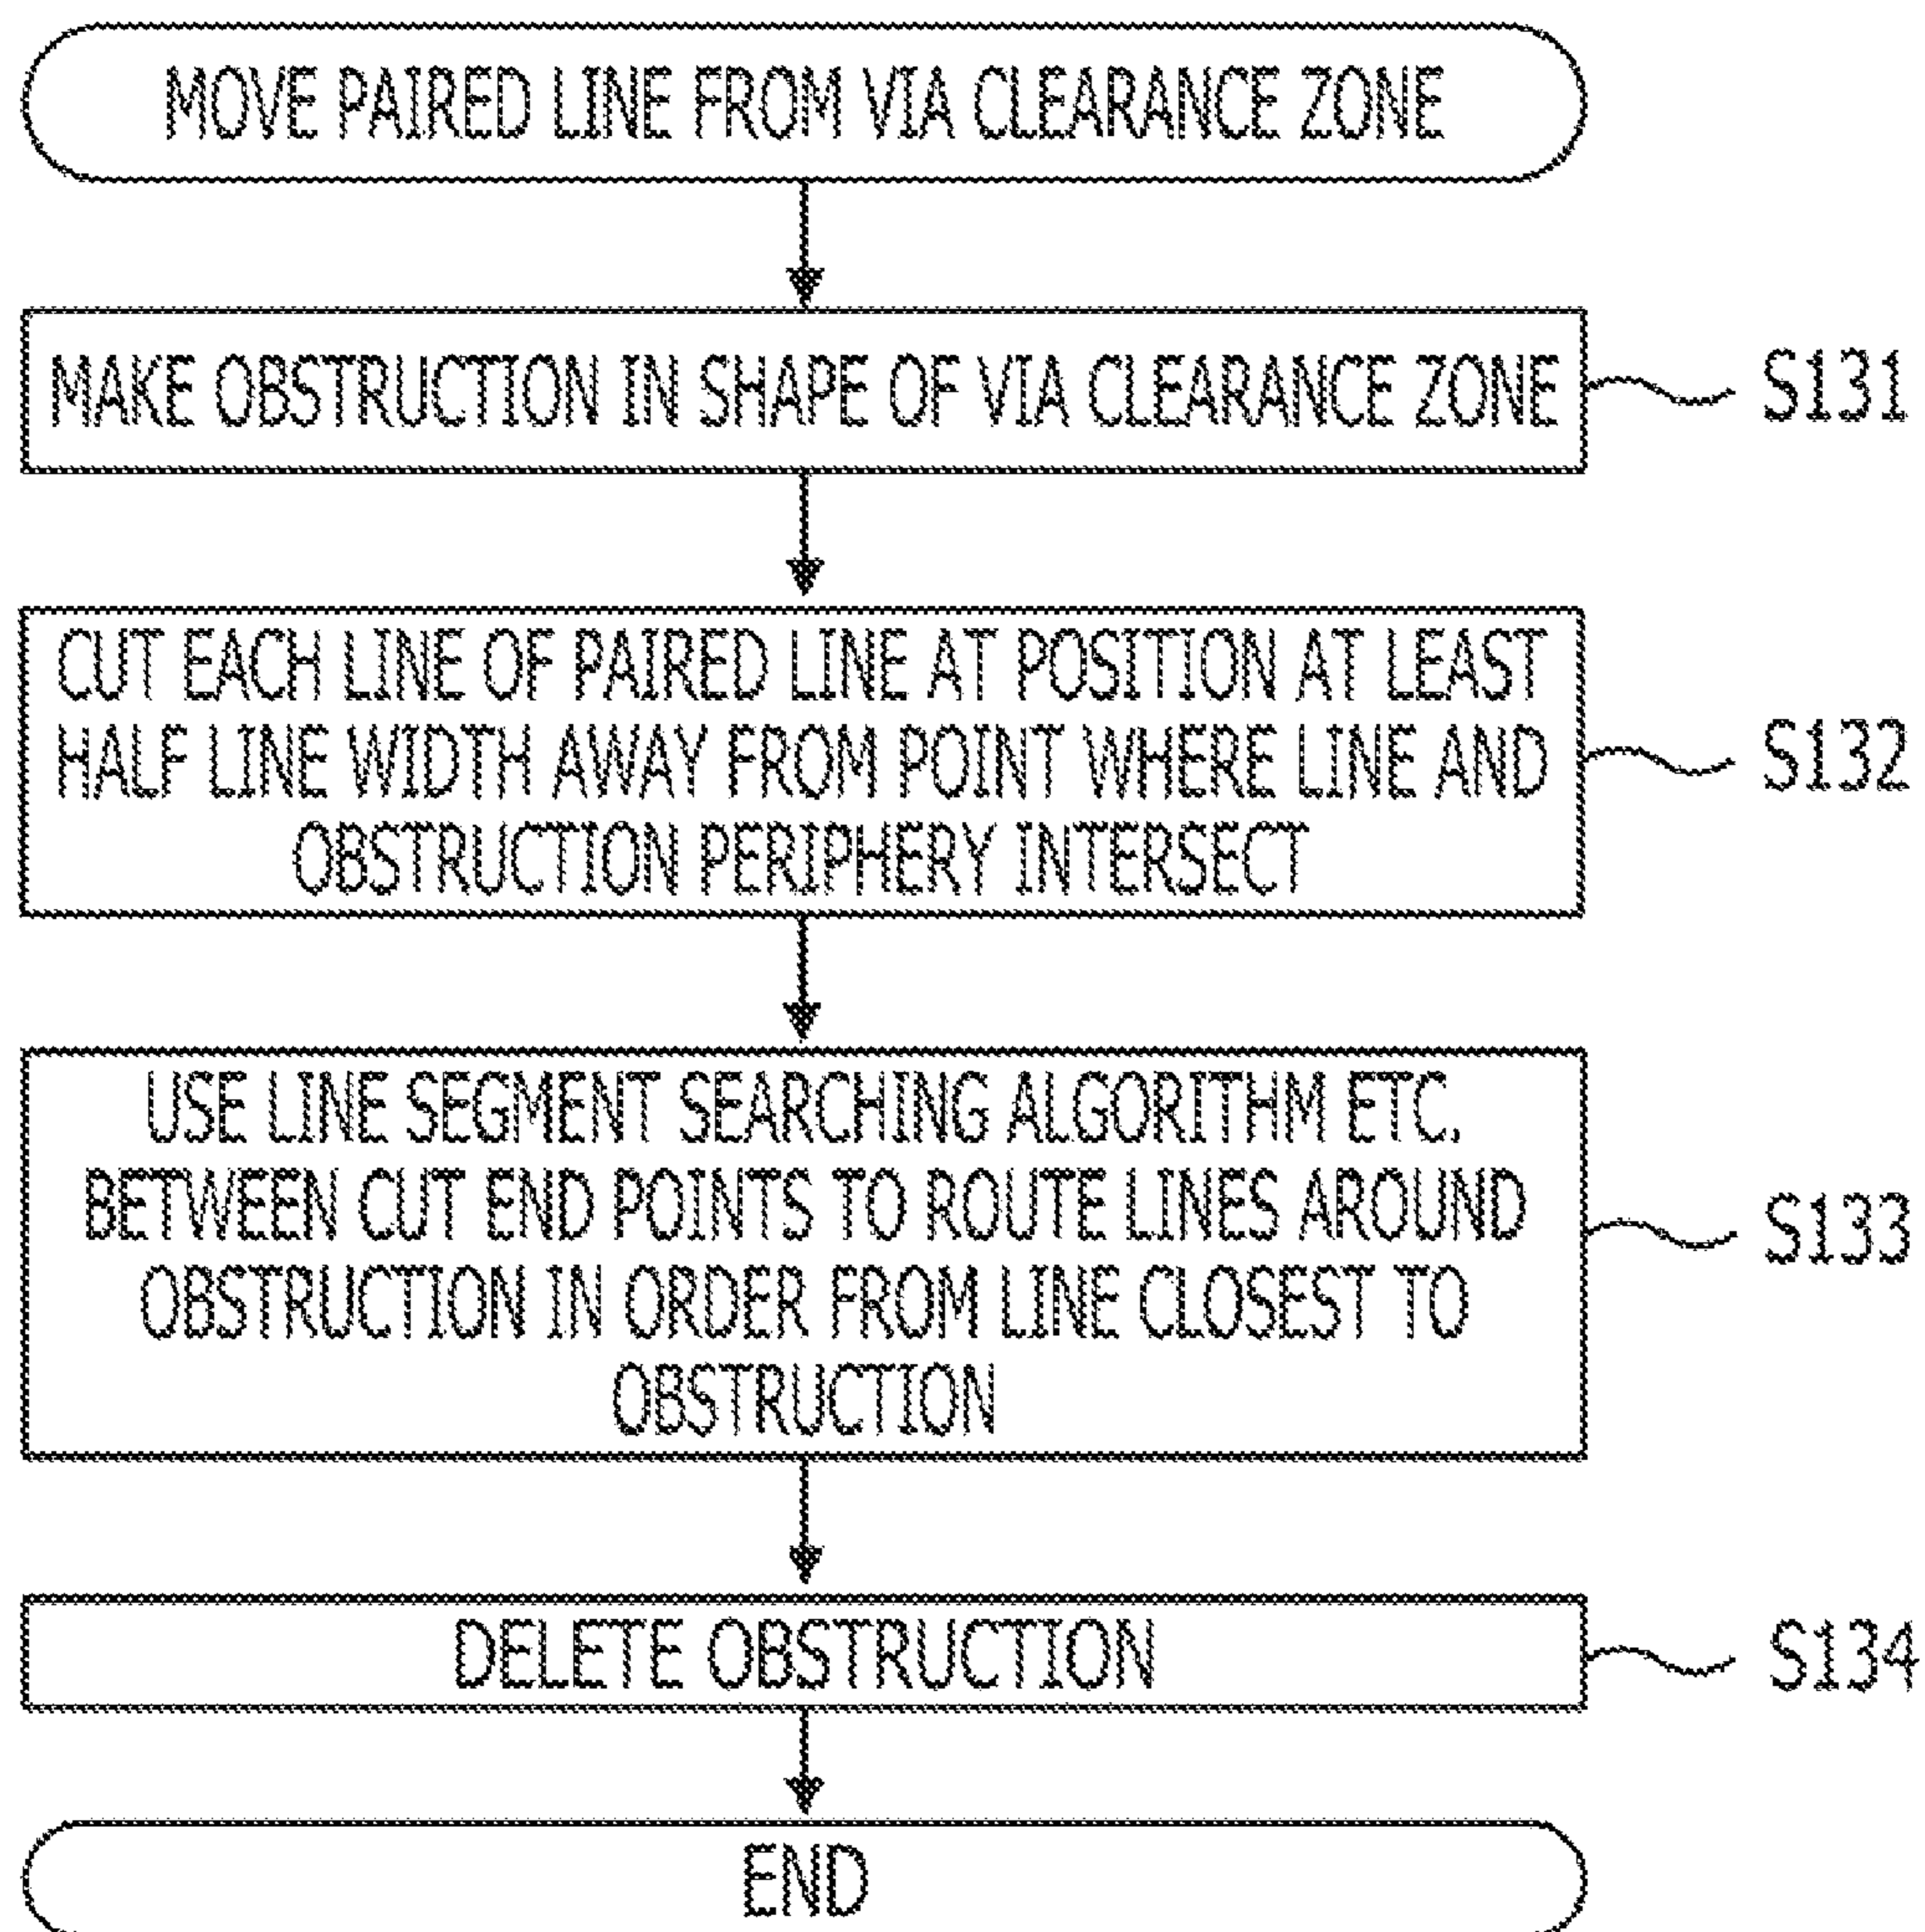 MOVE PAIRED LINE FROM VIA CLEARANCE ZONE
MAKE OBSTRUCTION IN SHAPE OF VIA CLEARANCE ZONE
S131
CUT EACH LINE OF PAIRED LINE AT POSITION AT LEAST
HALF LINE WIDTH AWAY FROM POINT WHERE LINE AND
OBSTRUCTION PERIPHERY INTERSECT
S132
USE LINE SEGMENT SEARCHING ALGORITHM ETC.
BETWEEN CUT END POINTS TO ROUTE LINES AROUND
OBSTRUCTION IN ORDER FROM LINE CLOSEST TO
OBSTRUCTION
S133
DELETE OBSTRUCTION
S134
END